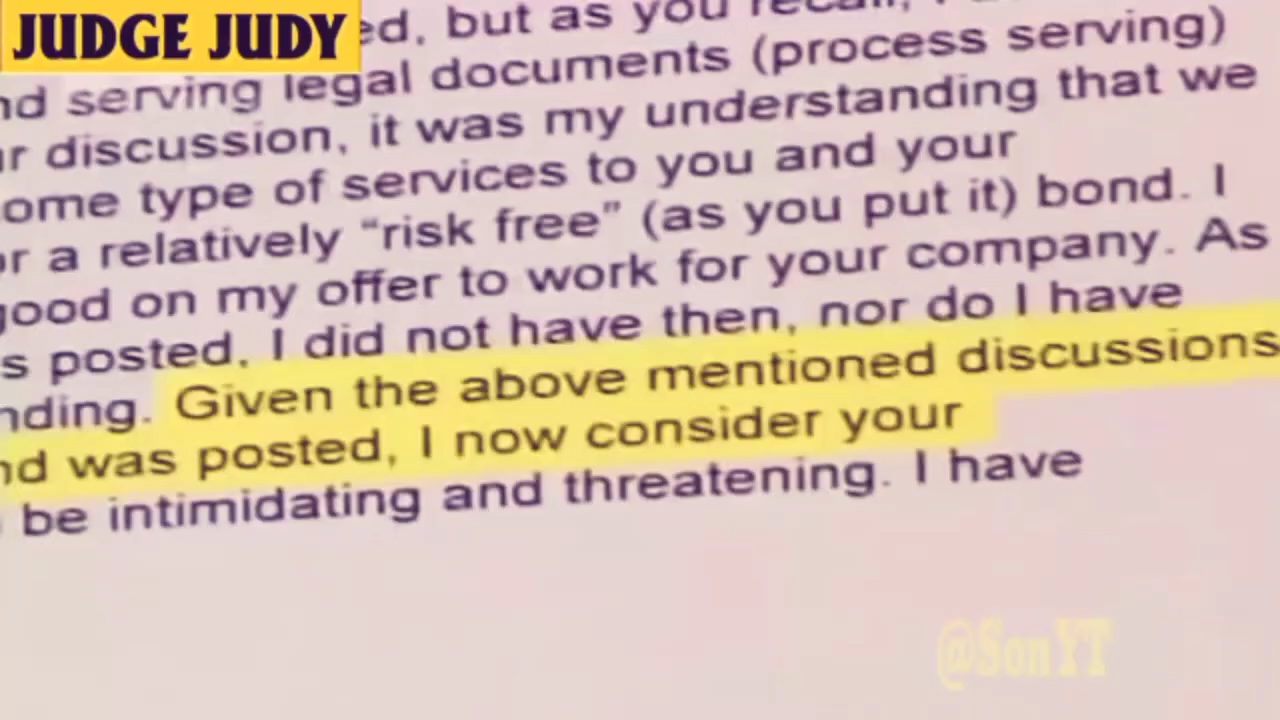 JUDGE JUDY
ed, but as you recall,
nd serving legal documents (process serving)
ur discussion, it was my understanding that we
ome type of services to you and your
or a relatively “risk free” (as you put it) bond. I
good on my offer to work for your company. As
s posted, I did not have then, nor do I have
nding. Given the above mentioned discussions
nd was posted, I now consider your
be intimidating and threatening. I have
@SonYT